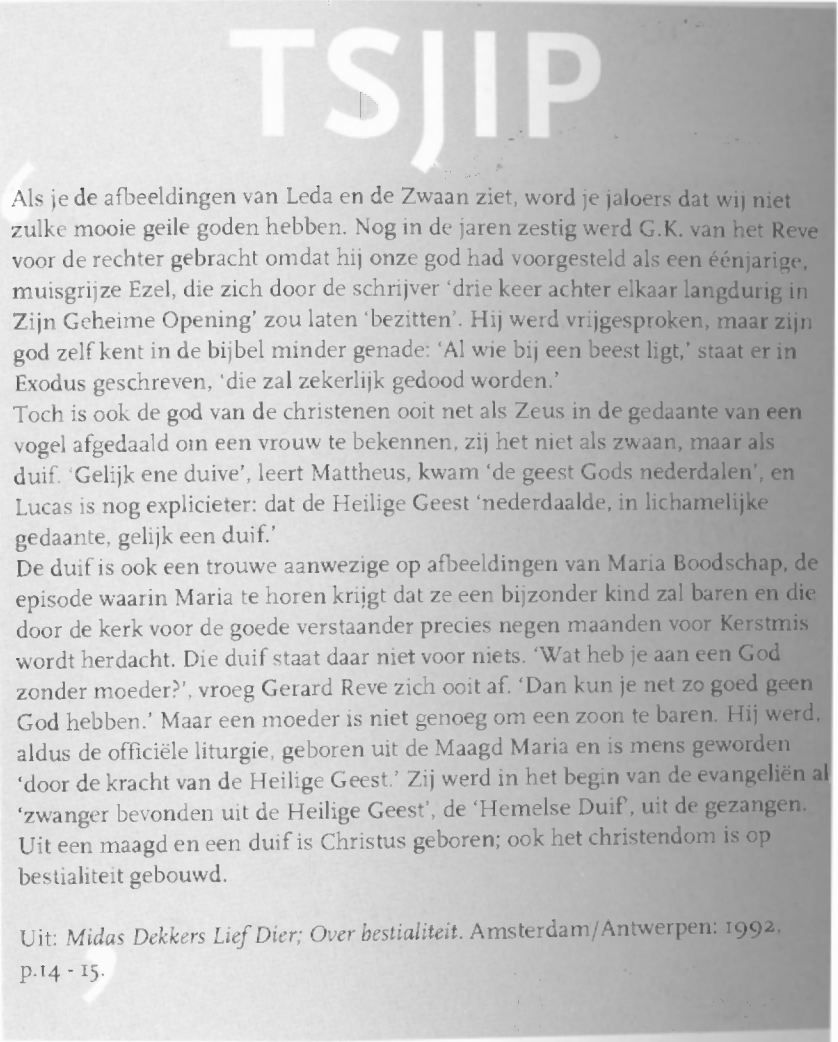 TSJIP
‘
Als je de afbeeldingen van Leda en de Zwaan ziet, word je jaloers dat wij niet
zulke mooie geile goden hebben. Nog in de jaren zestig werd G.K. van het Reve
voor de rechter gebracht omdat hij onze god had voorgesteld als een éénjarige,
muisgrijze Ezel, die zich door de schrijver ‘drie keer achter elkaar langdurig in
Zijn Geheime Opening’ zou laten ‘bezitten’. Hij werd vrijgesproken, maar zijn
god zelf kent in de bijbel minder genade: ‘Al wie bij een beest ligt,’ staat er in
Exodus geschreven, ‘die zal zekerlijk gedood worden.’
Toch is ook de god van de christenen ooit net als Zeus in de gedaante van een
vogel afgedaald om een vrouw te bekennen, zij het niet als zwaan, maar als
duif. ‘Gelijk ene duive’, leert Mattheus, kwam ‘de geest Gods nederdalen’, en
Lucas is nog explicieter: dat de Heilige Geest ‘nederdaalde, in lichamelijke
gedaante, gelijk een duif.’
De duif is ook een trouwe aanwezige op afbeeldingen van Maria Boodschap, de
episode waarin Maria te horen krijgt dat ze een bijzonder kind zal baren en die
door de kerk voor de goede verstaander precies negen maanden voor Kerstmis
wordt herdacht. Die duif staat daar niet voor niets. ‘Wat heb je aan een God
zonder moeder?’, vroeg Gerard Reve zich ooit af. ‘Dan kun je net zo goed geen
God hebben.’ Maar een moeder is niet genoeg om een zoon te baren. Hij werd,
aldus de officiële liturgie, geboren uit de Maagd Maria en is mens geworden
‘door de kracht van de Heilige Geest.’ Zij werd in het begin van de evangeliën al
‘zwanger bevonden uit de Heilige Geest’, de ‘Hemelse Duif’, uit de gezangen.
Uit een maagd en een duif is Christus geboren; ook het christendom is op
bestialiteit gebouwd.
Uit: Midas Dekkers Lief Dier; Over bestialiteit. Amsterdam/Antwerpen: 1992,
p.14 - 15.
’